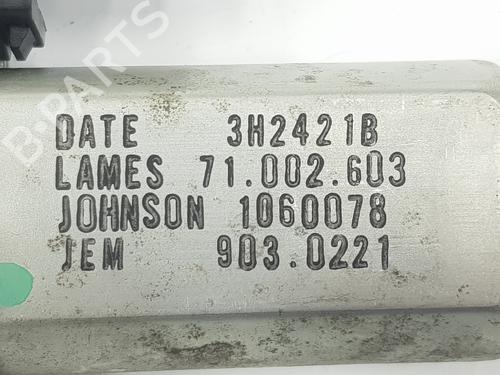 DATE 3H2421B
LAMES 71.002.603
JOHNSON 1060078
JEM 903.0221
B-PARTS